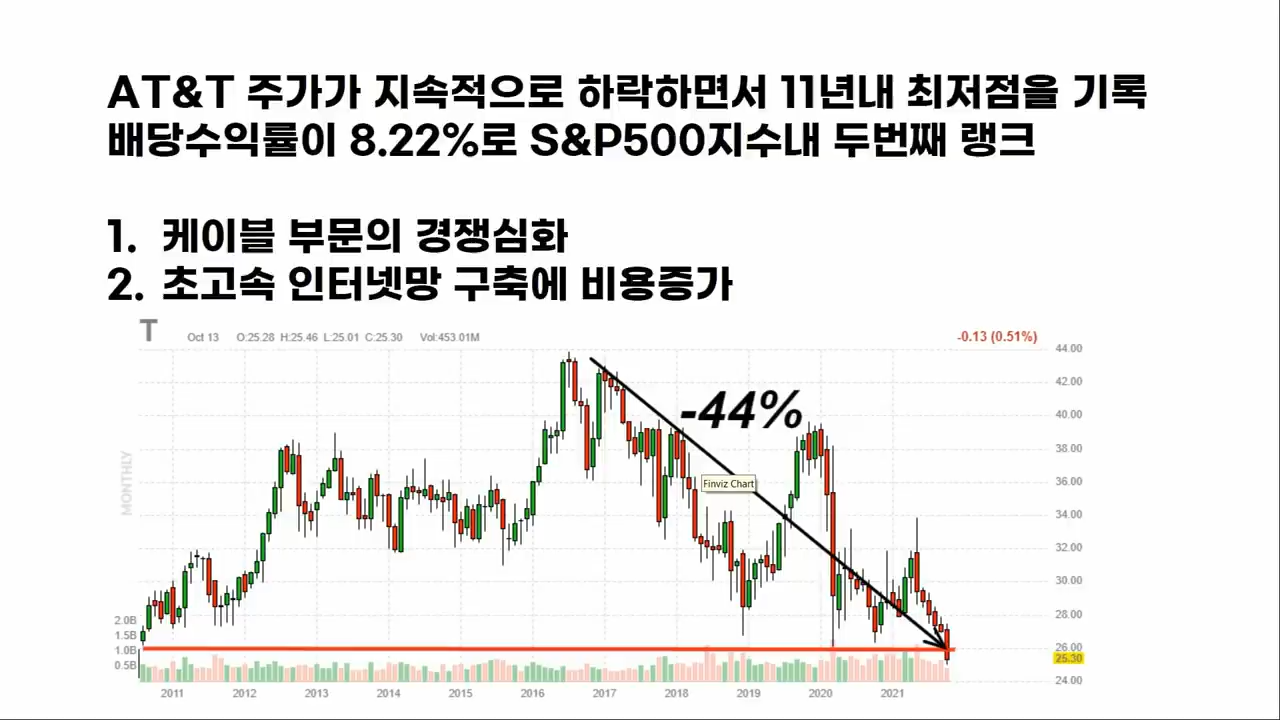 AT&T 주가가 지속적으로 하락하면서 11년내 최저점을 기록
배당수익률이 8.22%로 S&P500지수내 두번째 랭크
1. 케이블 부문의 경쟁심화
2. 초고속 인터넷망 구축에 비용증가
T Oct 13 O:25.28 H:25.46 L:25.01 C:25.30 Vol:453.01M -0.13 (0.51%)
44.00
42.00
-44%
40.00
38.00
MONTHLY
Finviz Chart
36.00
34.00
32.00
30.00
28.00
2.0B
1.5B
1.0B
0.5B
26.00
25.30
24.00
2011 2012 2013 2014 2015 2016 2017 2018 2019 2020 2021